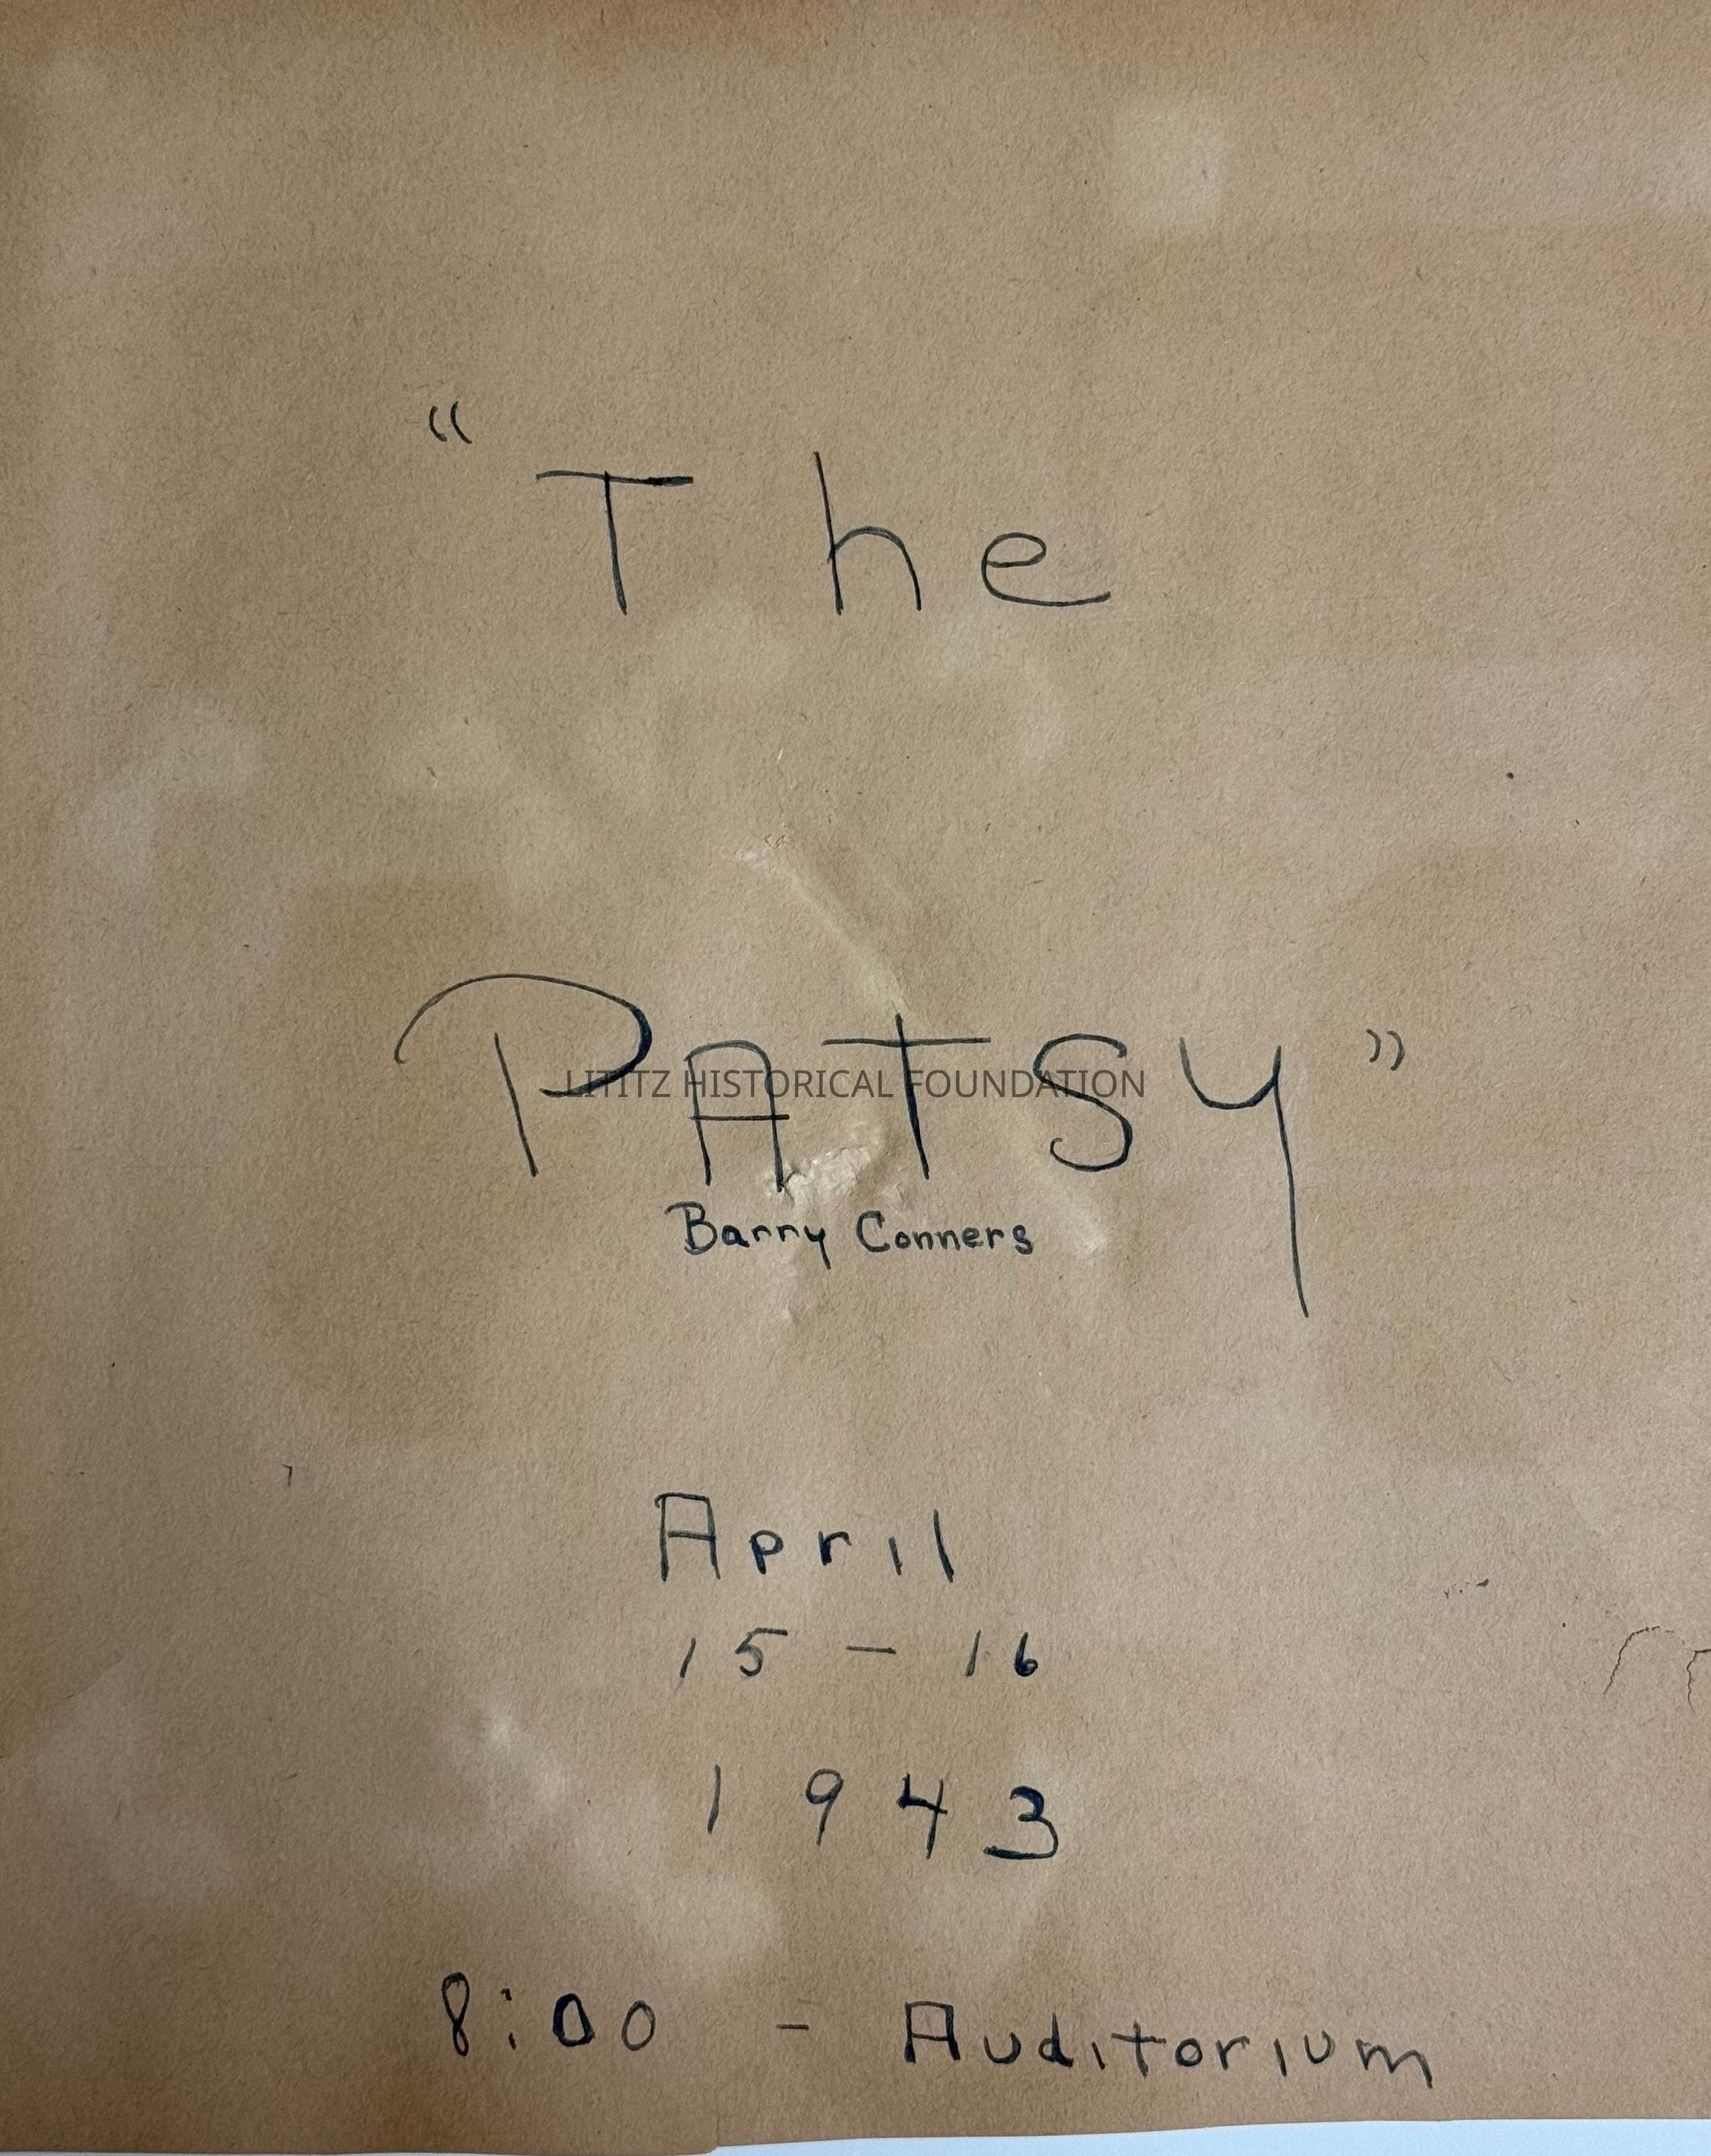 “The
PATSY”
LITITZ HISTORICAL FOUNDATION
Barry Conners
April
15 - 16
1943
8:00 - Auditorium